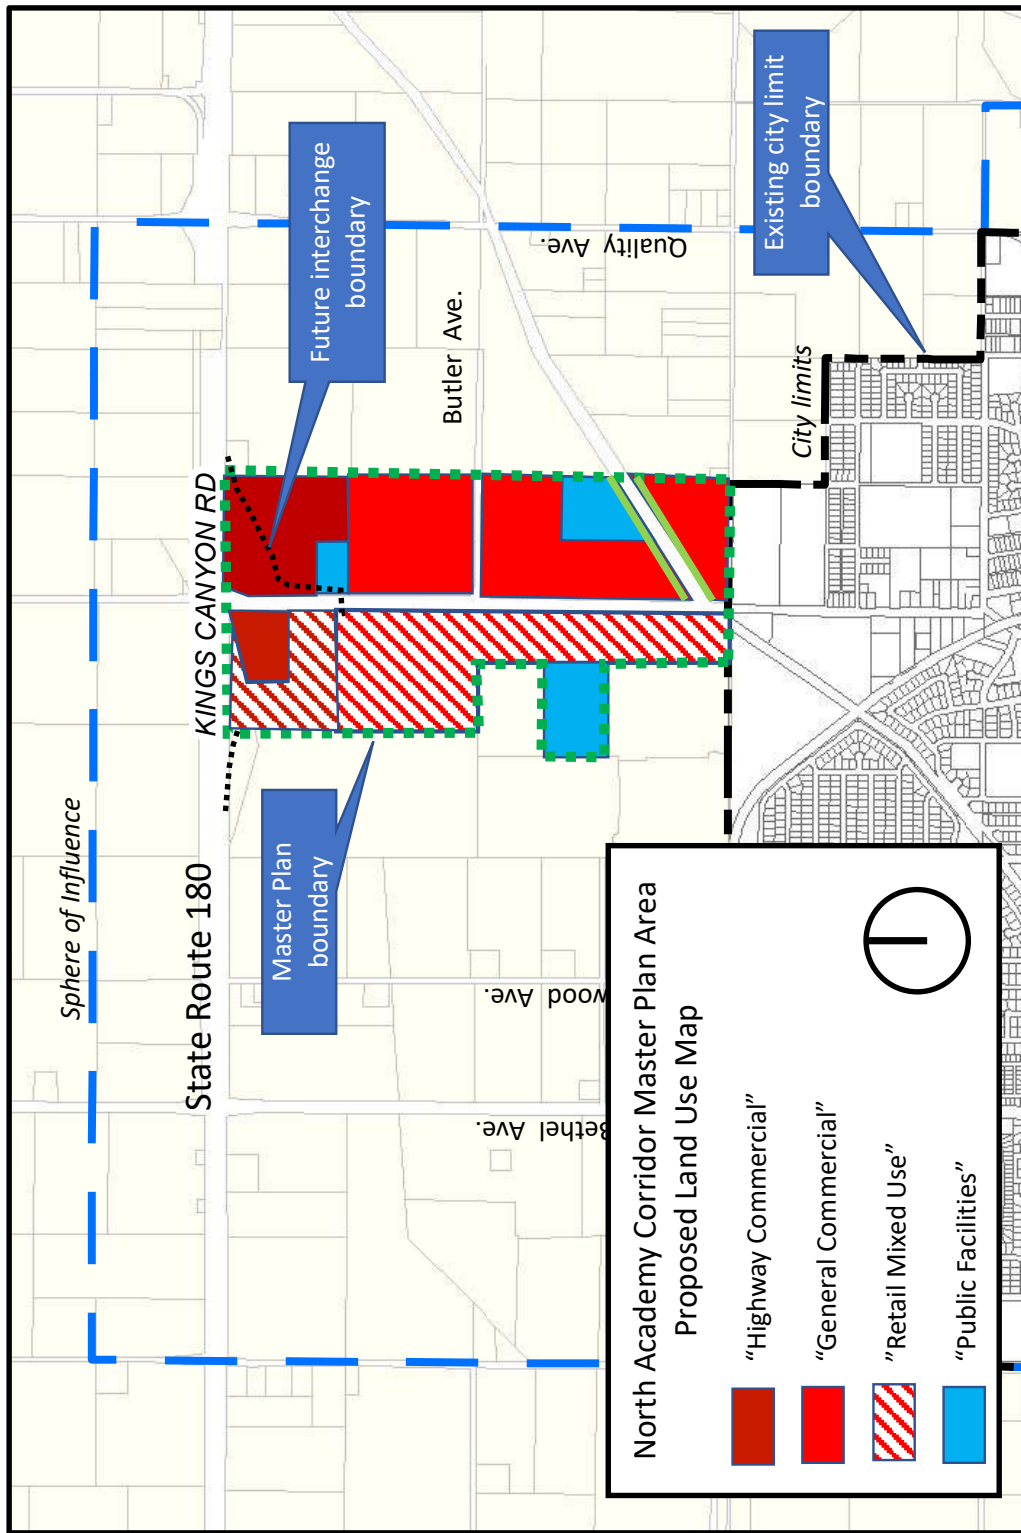 Sphere of Influence
State Route 180
KINGS CANYON RD
Future interchange
boundary
Master Plan
boundary
Butler Ave.
Bethel Ave.
wood Ave.
Quality Ave.
Existing city limit
boundary
City limits
North Academy Corridor Master Plan Area
Proposed Land Use Map
“Highway Commercial”
“General Commercial”
”Retail Mixed Use”
“Public Facilities”